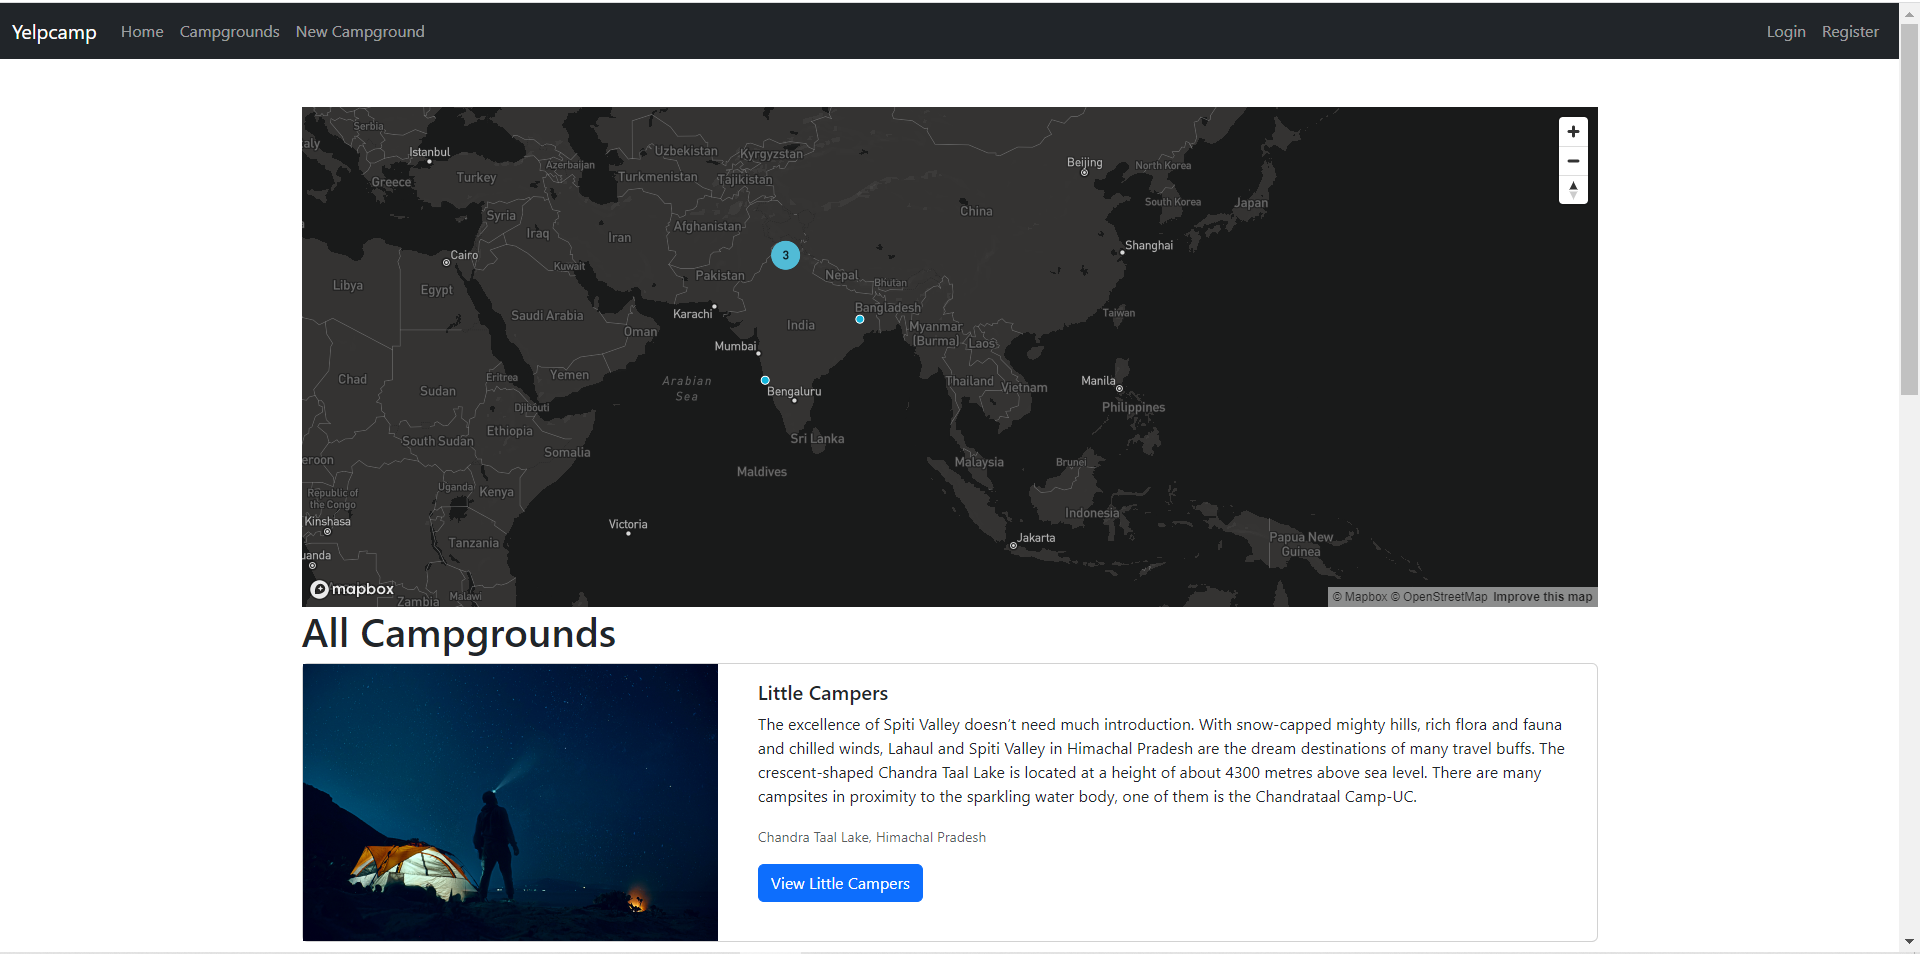 Yelpcamp Home Campgrounds New Campground Login Register
Serbia
aly
Istanbul
Greece
Turkey
Azerbaijan
Uzbekistan
Kyrgyzstan
Turkmenistan
Tajikistan
Beijing
North Korea
South Korea
Japan
China
Syria
Iraq
Iran
Afghanistan
Shanghai
Cairo
Kuwait
3
Pakistan
Nepal
Bhutan
Libya
Egypt
Saudi Arabia
Oman
Karachi
India
Bangladesh
Taiwan
Myanmar
(Burma)
Laos
Mumbai
Chad
Sudan
Eritrea
Yemen
Arabian
Sea
Bengaluru
Thailand
Vietnam
Manila
Philippines
Djibouti
Ethiopia
South Sudan
Somalia
Sri Lanka
Maldives
Malaysia
Brunei
eroon
Uganda
Kenya
Republic of
the Congo
Kinshasa
Victoria
Indonesia
Tanzania
Jakarta
Papua New
Guinea
uanda
mapbox
Zambia
Malawi
© Mapbox © OpenStreetMap Improve this map
All Campgrounds
Little Campers
The excellence of Spiti Valley doesn't need much introduction. With snow-capped mighty hills, rich flora and fauna
and chilled winds, Lahaul and Spiti Valley in Himachal Pradesh are the dream destinations of many travel buffs. The
crescent-shaped Chandra Taal Lake is located at a height of about 4300 metres above sea level. There are many
campsites in proximity to the sparkling water body, one of them is the Chandrataal Camp-UC.
Chandra Taal Lake, Himachal Pradesh
View Little Campers